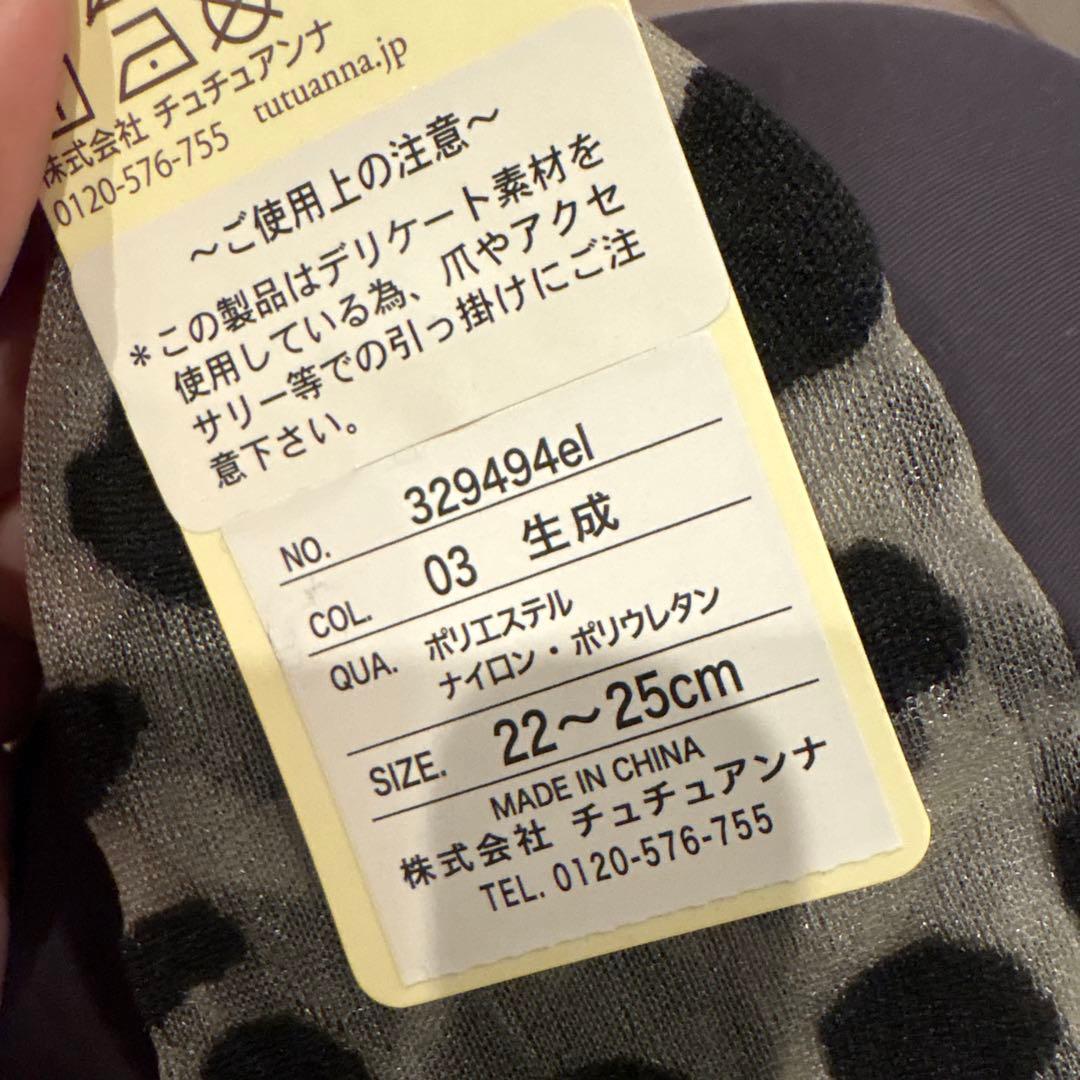 株式会社 チュチュアンナ
0120-576-755 tutuanna.jp
～ご使用上の注意～
*この製品はデリケート素材を
使用している為、爪やアクセ
サリー等での引っ掛けにご注
意下さい。
NO. 329494el
COL. 03 生成
QUA. ポリエステル
ナイロン・ポリウレタン
SIZE. 22～25cm
MADE IN CHINA
株式会社 チュチュアンナ
TEL. 0120-576-755